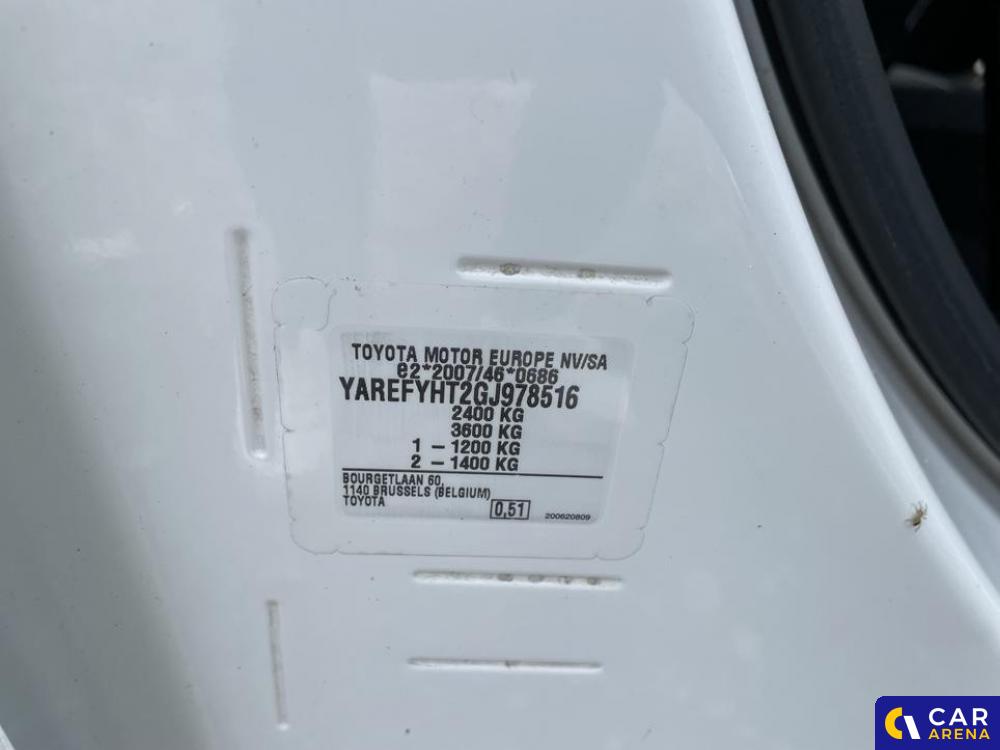 TOYOTA MOTOR EUROPE NV/SA
e2*2007/46*0686
YAREFYHT2GJ978516
2400 KG
3600 KG
1 – 1200 KG
2 – 1400 KG
BOURGETLAAN 60,
1140 BRUSSELS (BELGIUM)
TOYOTA
0,51
200620809
CAR
ARENA